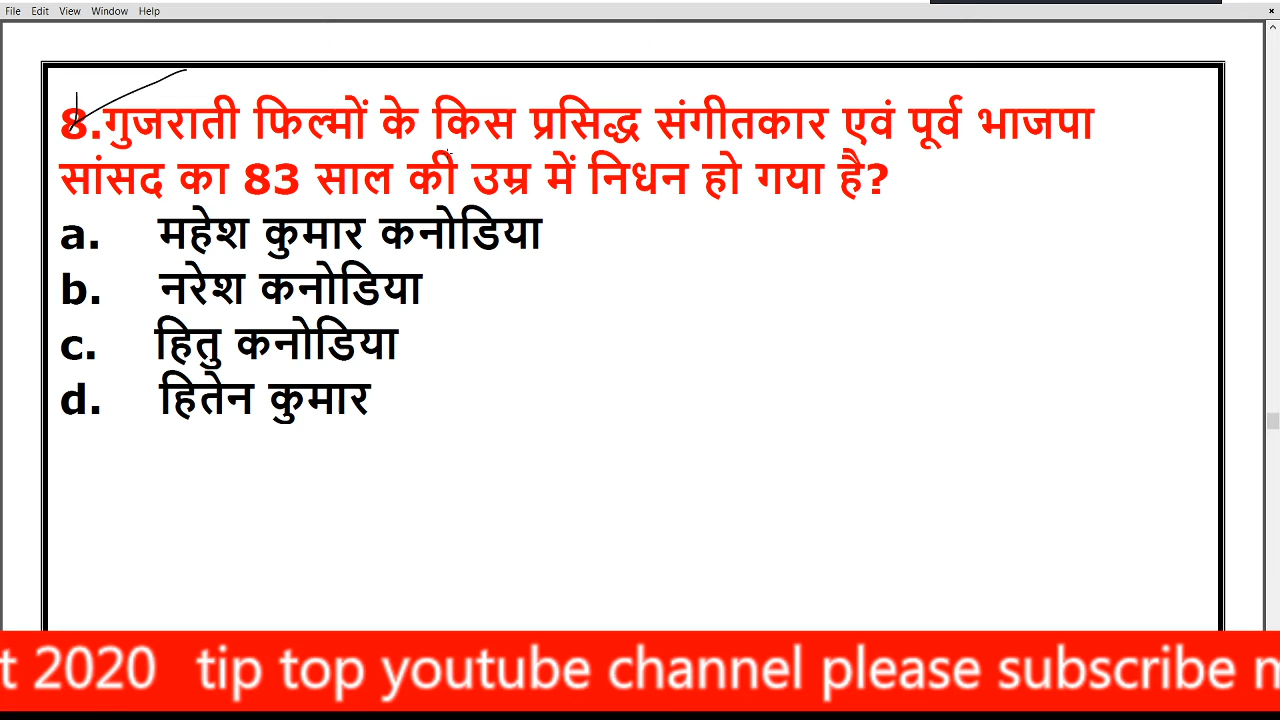 File Edit View Window Help
8.गुजराती फिल्मों के किस प्रसिद्ध संगीतकार एवं पूर्व भाजपा
सांसद का 83 साल की उम्र में निधन हो गया है?
a. महेश कुमार कनोडिया
b. नरेश कनोडिया
c. हितु कनोडिया
d. हितेन कुमार
t 2020 tip top youtube channel please subscribe m